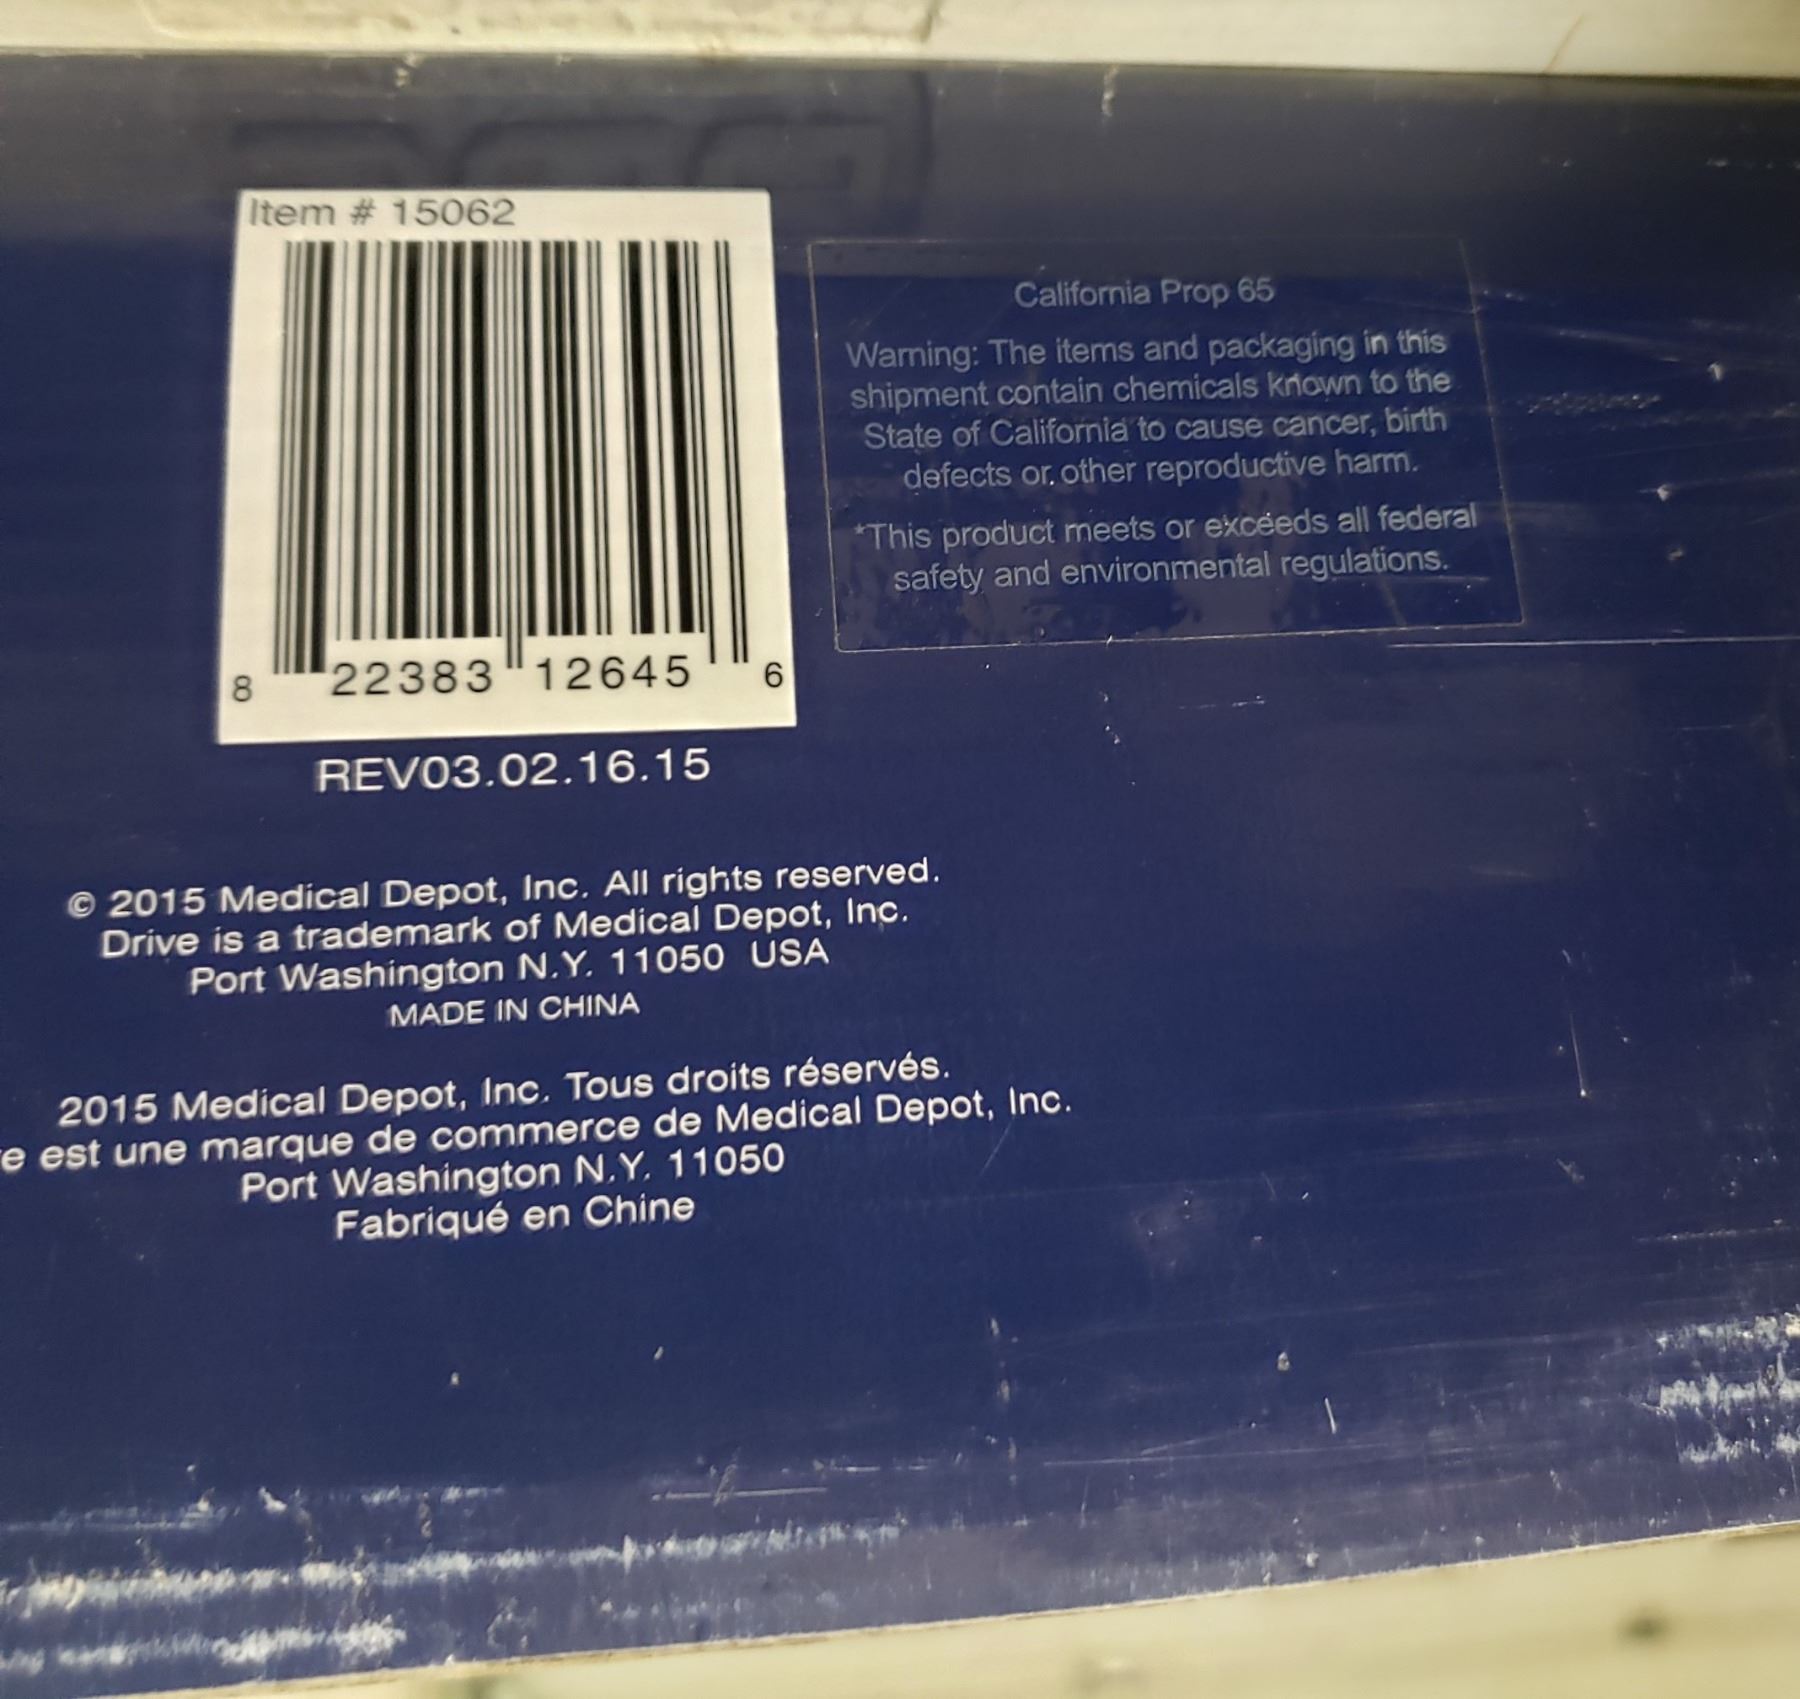 Item # 15062
8 22383 12645 6
REV03.02.16.15
California Prop 65
Warning: The items and packaging in this
shipment contain chemicals known to the
State of California to cause cancer, birth
defects or other reproductive harm.
*This product meets or exceeds all federal
safety and environmental regulations.
© 2015 Medical Depot, Inc. All rights reserved.
Drive is a trademark of Medical Depot, Inc.
Port Washington N.Y. 11050 USA
MADE IN CHINA
2015 Medical Depot, Inc. Tous droits réservés.
e est une marque de commerce de Medical Depot, Inc.
Port Washington N.Y. 11050
Fabriqué en Chine